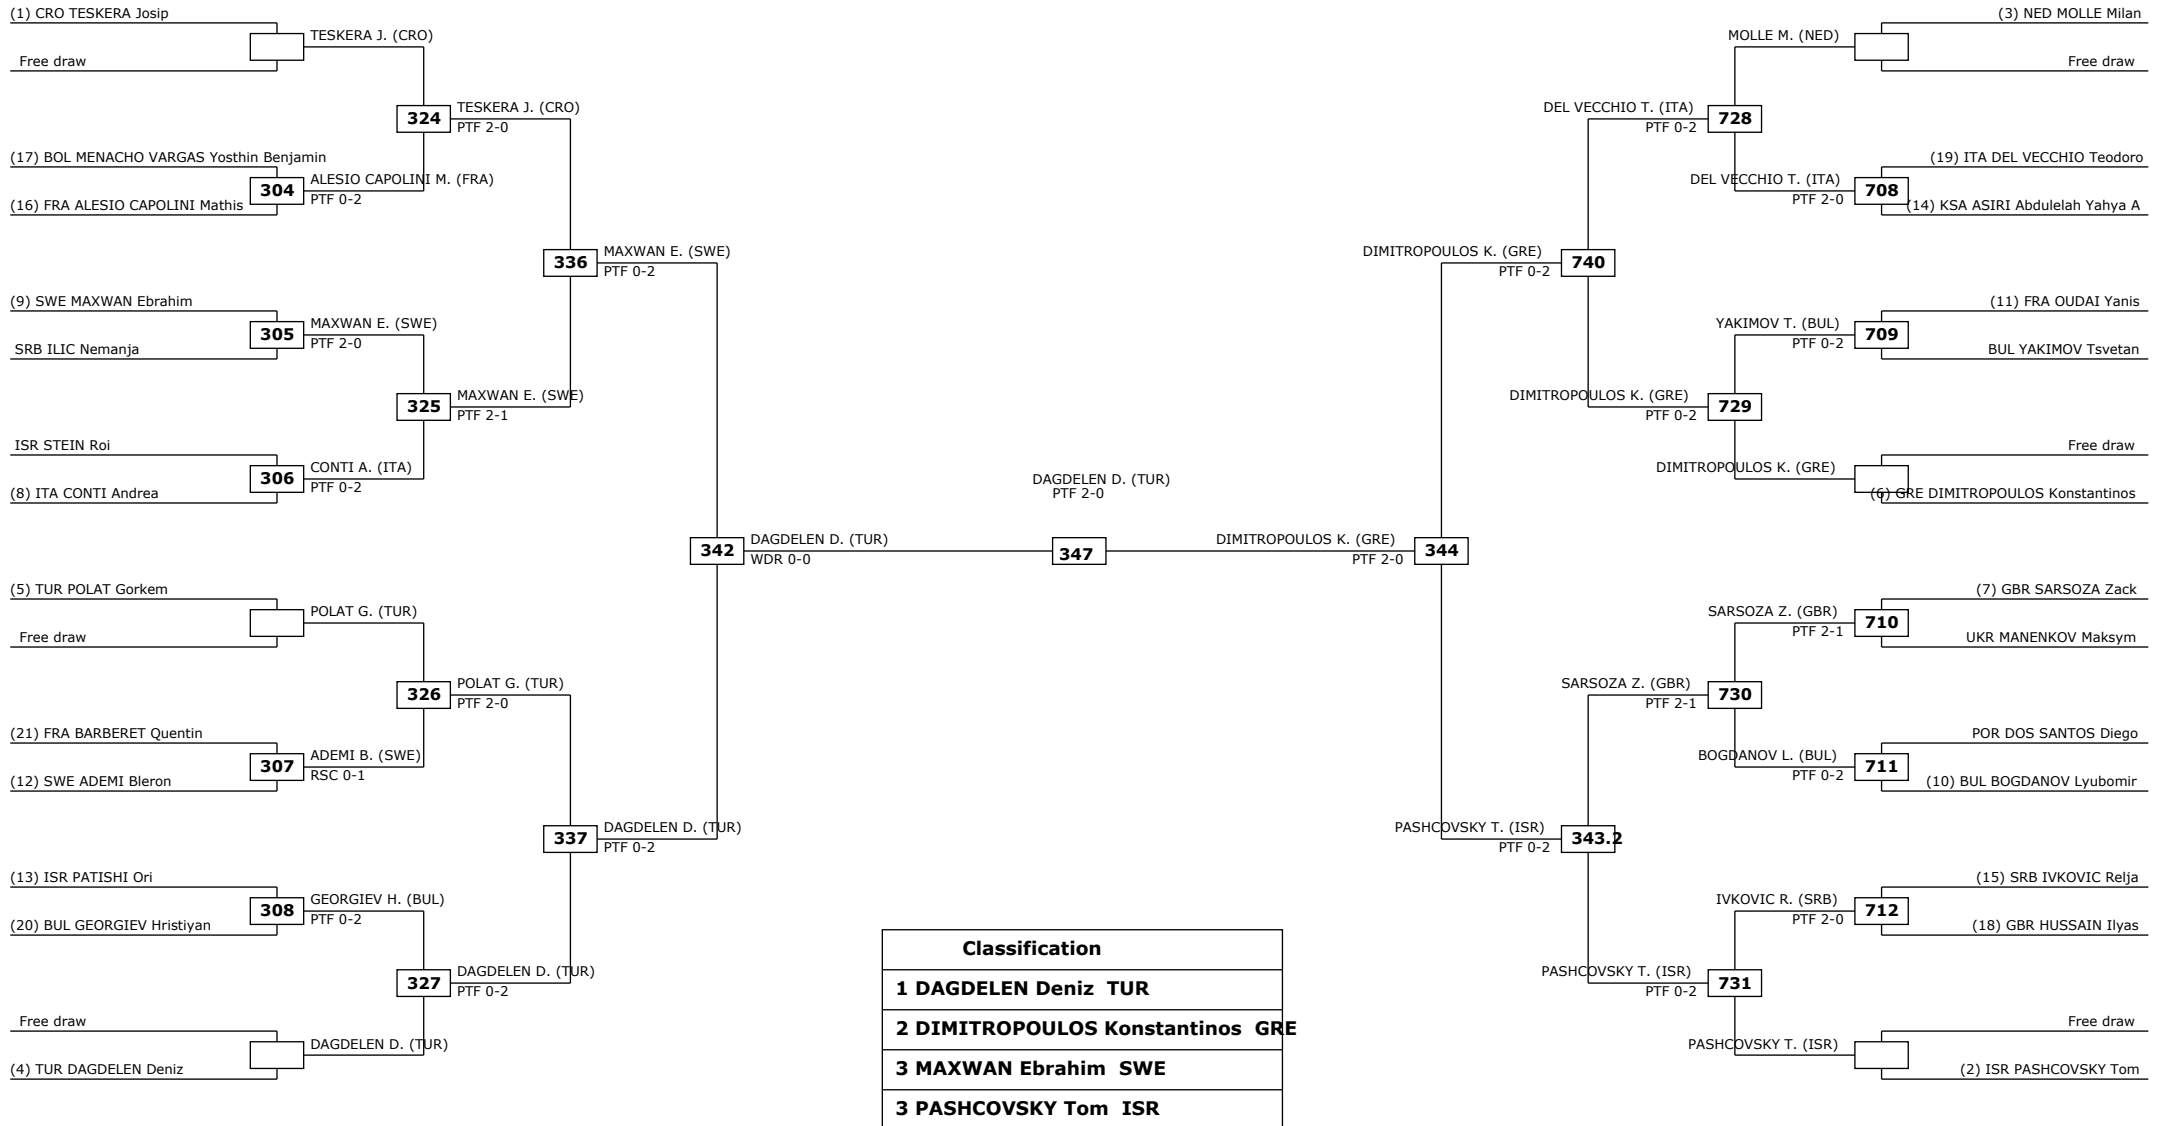 (1) CRO TESKERA Josip
TESKERA J. (CRO)
Free draw
324
TESKERA J. (CRO)
PTF 2-0
(17) BOL MENACHO VARGAS Yosthin Benjamin
304
ALESIO CAPOLINI M. (FRA)
PTF 0-2
(16) FRA ALESIO CAPOLINI Mathis
336
MAXWAN E. (SWE)
PTF 0-2
(9) SWE MAXWAN Ebrahim
305
MAXWAN E. (SWE)
PTF 2-0
SRB ILIC Nemanja
325
MAXWAN E. (SWE)
PTF 2-1
ISR STEIN Roi
306
CONTI A. (ITA)
PTF 0-2
(8) ITA CONTI Andrea
342
DAGDELEN D. (TUR)
WDR 0-0
(5) TUR POLAT Gorkem
POLAT G. (TUR)
Free draw
326
POLAT G. (TUR)
PTF 2-0
(21) FRA BARBERET Quentin
307
ADEMI B. (SWE)
RSC 0-1
(12) SWE ADEMI Bleron
337
DAGDELEN D. (TUR)
PTF 0-2
(13) ISR PATISHI Ori
308
GEORGIEV H. (BUL)
PTF 0-2
(20) BUL GEORGIEV Hristiyan
327
DAGDELEN D. (TUR)
PTF 0-2
Free draw
DAGDELEN D. (TUR)
(4) TUR DAGDELEN Deniz
DAGDELEN D. (TUR)
PTF 2-0
347
(3) NED MOLLE Milan
MOLLE M. (NED)
Free draw
DEL VECCHIO T. (ITA)
PTF 0-2
728
(19) ITA DEL VECCHIO Teodoro
DEL VECCHIO T. (ITA)
PTF 2-0
708
(14) KSA ASIRI Abdulelah Yahya A
DIMITROPOULOS K. (GRE)
PTF 0-2
740
(11) FRA OUDAI Yanis
YAKIMOV T. (BUL)
PTF 0-2
709
BUL YAKIMOV Tsvetan
DIMITROPOULOS K. (GRE)
PTF 0-2
729
Free draw
DIMITROPOULOS K. (GRE)
(6) GRE DIMITROPOULOS Konstantinos
DIMITROPOULOS K. (GRE)
PTF 2-0
344
(7) GBR SARSOZA Zack
SARSOZA Z. (GBR)
PTF 2-1
710
UKR MANENKOV Maksym
SARSOZA Z. (GBR)
PTF 2-1
730
POR DOS SANTOS Diego
BOGDANOV L. (BUL)
PTF 0-2
711
(10) BUL BOGDANOV Lyubomir
PASHCOVSKY T. (ISR)
PTF 0-2
343.2
(15) SRB IVKOVIC Relja
IVKOVIC R. (SRB)
PTF 2-0
712
(18) GBR HUSSAIN Ilyas
PASHCOVSKY T. (ISR)
PTF 0-2
731
Free draw
PASHCOVSKY T. (ISR)
(2) ISR PASHCOVSKY Tom
Classification
1 DAGDELEN Deniz TUR
2 DIMITROPOULOS Konstantinos GRE
3 MAXWAN Ebrahim SWE
3 PASHCOVSKY Tom ISR